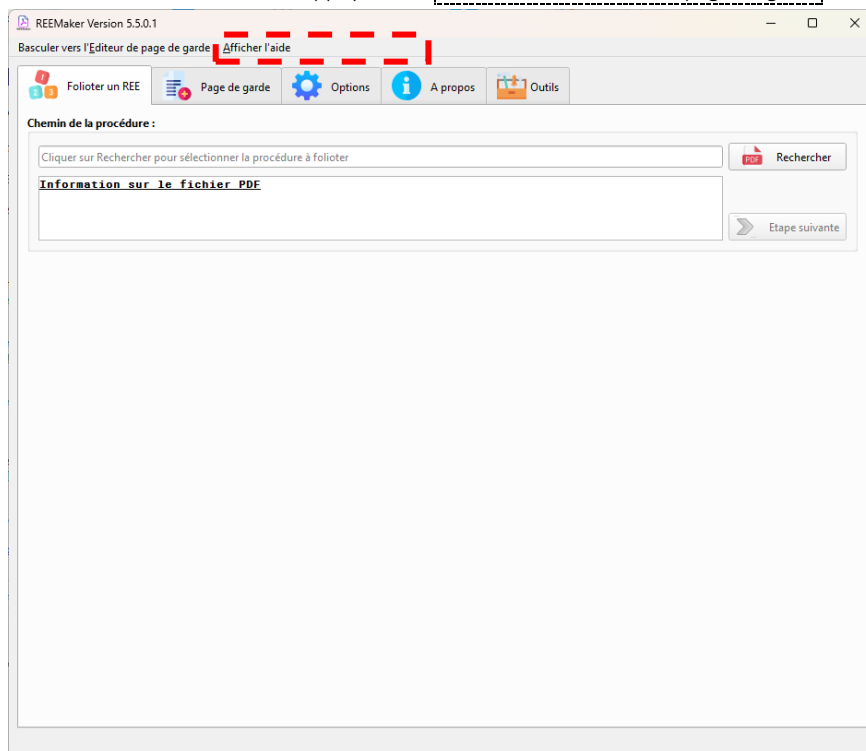 REEMaker Version 5.5.0.1
Basculer vers l'Editeur de page de garde Afficher l'aide
Folioter un REE Page de garde Options A propos Outils
Chemin de la procédure :
Cliquer sur Rechercher pour sélectionner la procédure à folioter
PDF Rechercher
Information sur le fichier PDF
Etape suivante